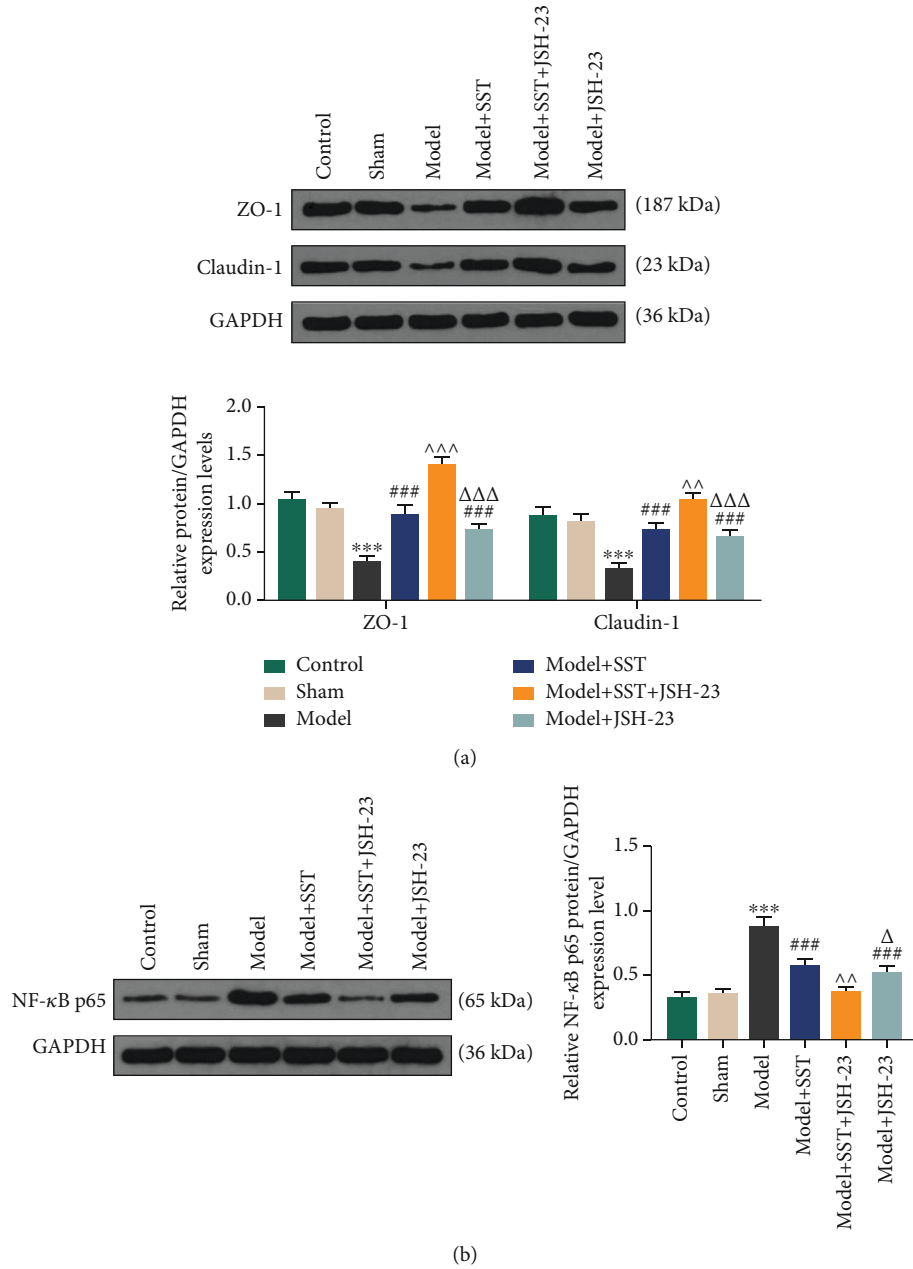 (a)
Control
Sham
Model
Model+SST
Model+SST+JSH-23
Model+JSH-23
ZO-1
(187 kDa)
Claudin-1
(23 kDa)
GAPDH
(36 kDa)
Relative protein/GAPDH
expression levels
2.0
1.5
1.0
0.5
0.0
***
###
^^^
ΔΔΔ
###
***
###
^^
ΔΔΔ
###
ZO-1
Claudin-1
Control
Sham
Model
Model+SST
Model+SST+JSH-23
Model+JSH-23
(a)
Control
Sham
Model
Model+SST
Model+SST+JSH-23
Model+JSH-23
NF-κB p65
(65 kDa)
GAPDH
(36 kDa)
Relative NF-κB p65 protein/GAPDH
expression level
1.5
1.0
0.5
0.0
***
###
^^
Δ
###
Control
Sham
Model
Model+SST
Model+SST+JSH-23
Model+JSH-23
(b)